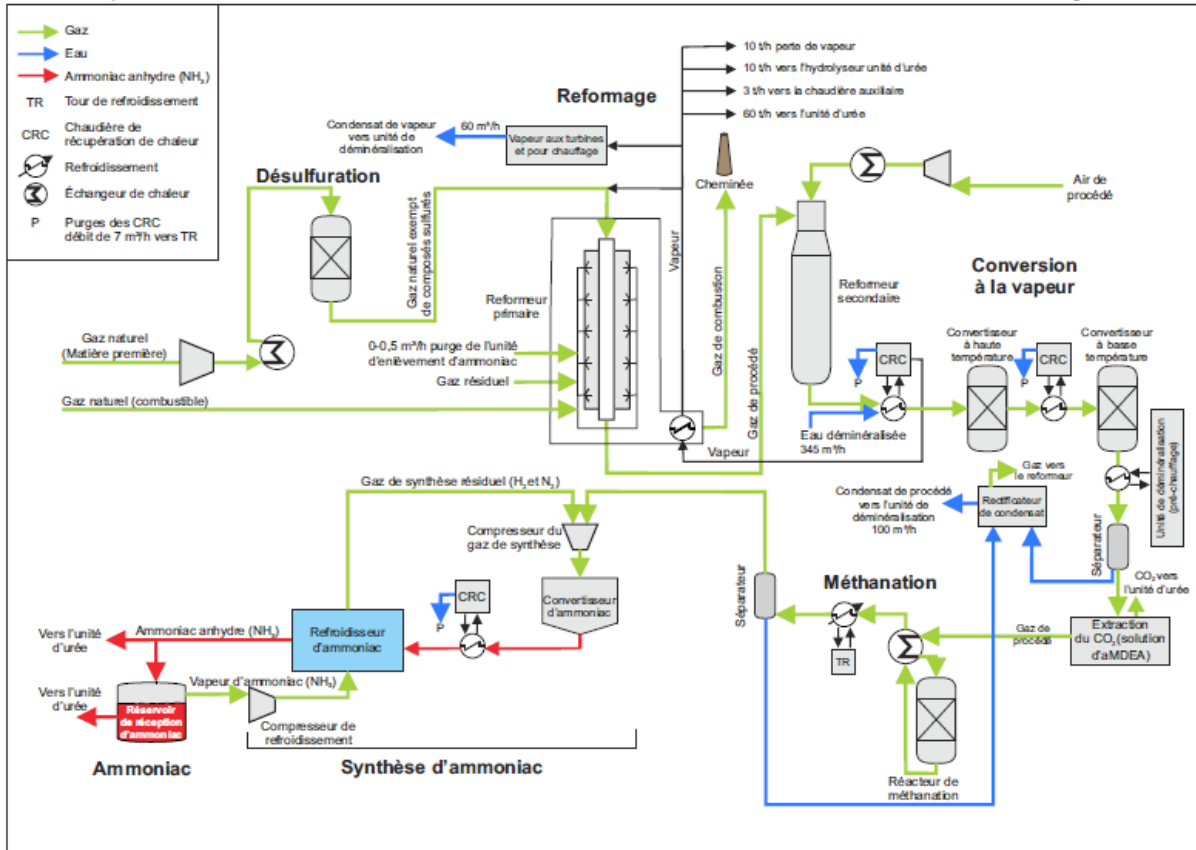 Gaz
Eau
Ammoniac anhydre (NH3)
TR
Tour de refroidissement
CRC
Chaudière de
récupération de chaleur
Refroidissement
Échangeur de chaleur
P
Purges des CRC
débit de 7 m³/h vers TR
Désulfuration
Reformage
10 t/h perte de vapeur
10 t/h vers l'hydrolyseur unité d'urée
3 t/h vers la chaudière auxiliaire
60 t/h vers l'unité d'urée
Condensat de vapeur
vers unité de
déminéralisation
60 m³/h
Vapeur aux turbines
et pour chauffage
Cheminée
Air de
procédé
Gaz naturel exempt
de composés sulfurés
Vapeur
Gaz de combustion
Gaz de procédé
Reformeur
primaire
Reformeur
secondaire
Conversion
à la vapeur
Convertisseur
à haute
température
Convertisseur
à basse
température
Gaz naturel
(Matière première)
0-0,5 m³/h purge de l'unité
d'enlèvement d'ammoniac
Gaz résiduel
Gaz naturel (combustible)
CRC
P
CRC
P
Eau déminéralisée
345 m³/h
Vapeur
Unité de déminéralisation
(pré-chauffage)
Gaz vers
le reformeur
Condensat de procédé
vers l'unité de
déminéralisation
100 m³/h
Rectificateur
de condensat
Séparateur
CO2 vers
l'unité d'urée
Extraction
du CO2 (solution
d'aMDEA)
Gaz de
procédé
Méthanation
Séparateur
TR
Réacteur de
méthanation
Gaz de synthèse résiduel (H2 et N2)
Compresseur du
gaz de synthèse
Convertisseur
d'ammoniac
CRC
P
Refroidisseur
d'ammoniac
Ammoniac anhydre (NH3)
Vers l'unité
d'urée
Vapeur d'ammoniac (NH3)
Vers l'unité
d'urée
Réservoir
de réception
d'ammoniac
Compresseur de
refroidissement
Ammoniac
Synthèse d'ammoniac